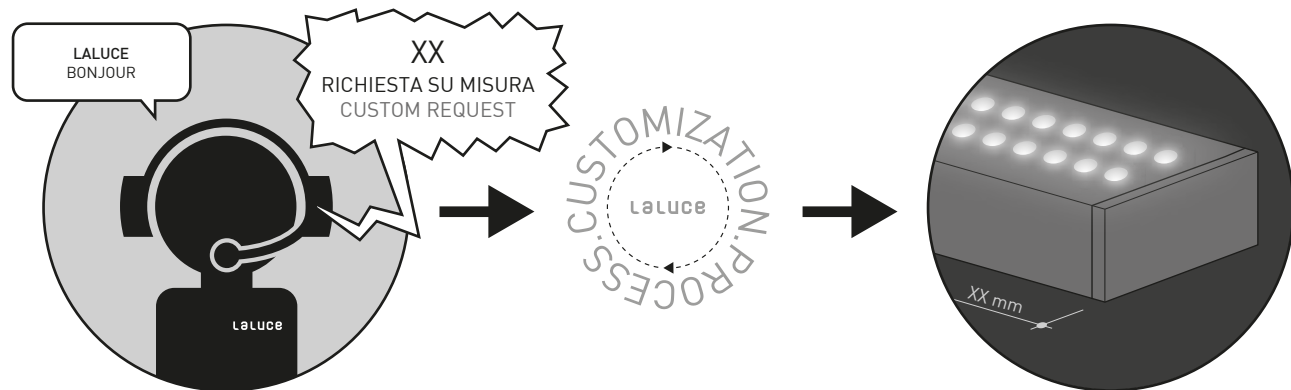 LALUCE
BONJOUR
XX
RICHIESTA SU MISURA
CUSTOM REQUEST
laluce
CUSTOMIZATION.PROCESS.
laluce
XX mm